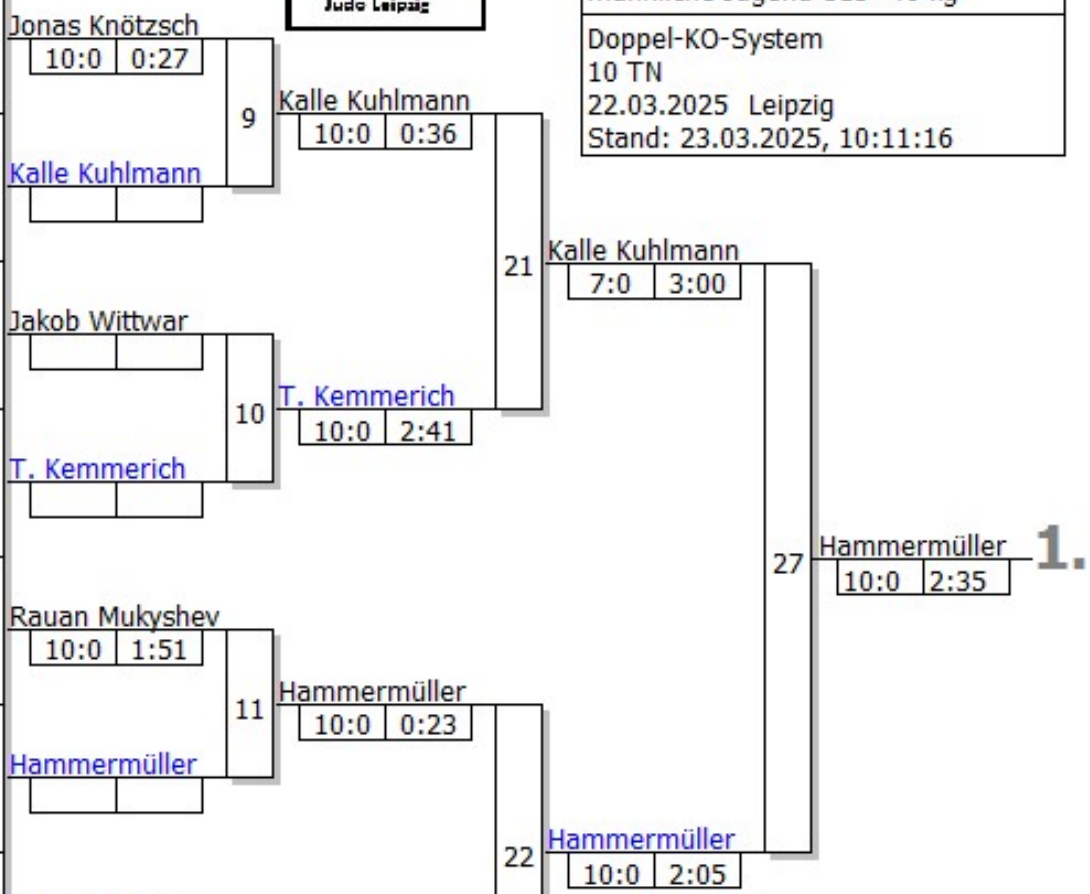 Judo Leipzig
Jonas Knötzsch
10:0 0:27
9
Kalle Kuhlmann
Kalle Kuhlmann
10:0 0:36
Doppel-KO-System
10 TN
22.03.2025 Leipzig
Stand: 23.03.2025, 10:11:16
21
Kalle Kuhlmann
7:0 3:00
Jakob Wittwar
10
T. Kemmerich
T. Kemmerich
10:0 2:41
27
Hammermüller
10:0 2:35
1.
Rauan Mukyshev
10:0 1:51
11
Hammermüller
Hammermüller
10:0 0:23
22
Hammermüller
10:0 2:05